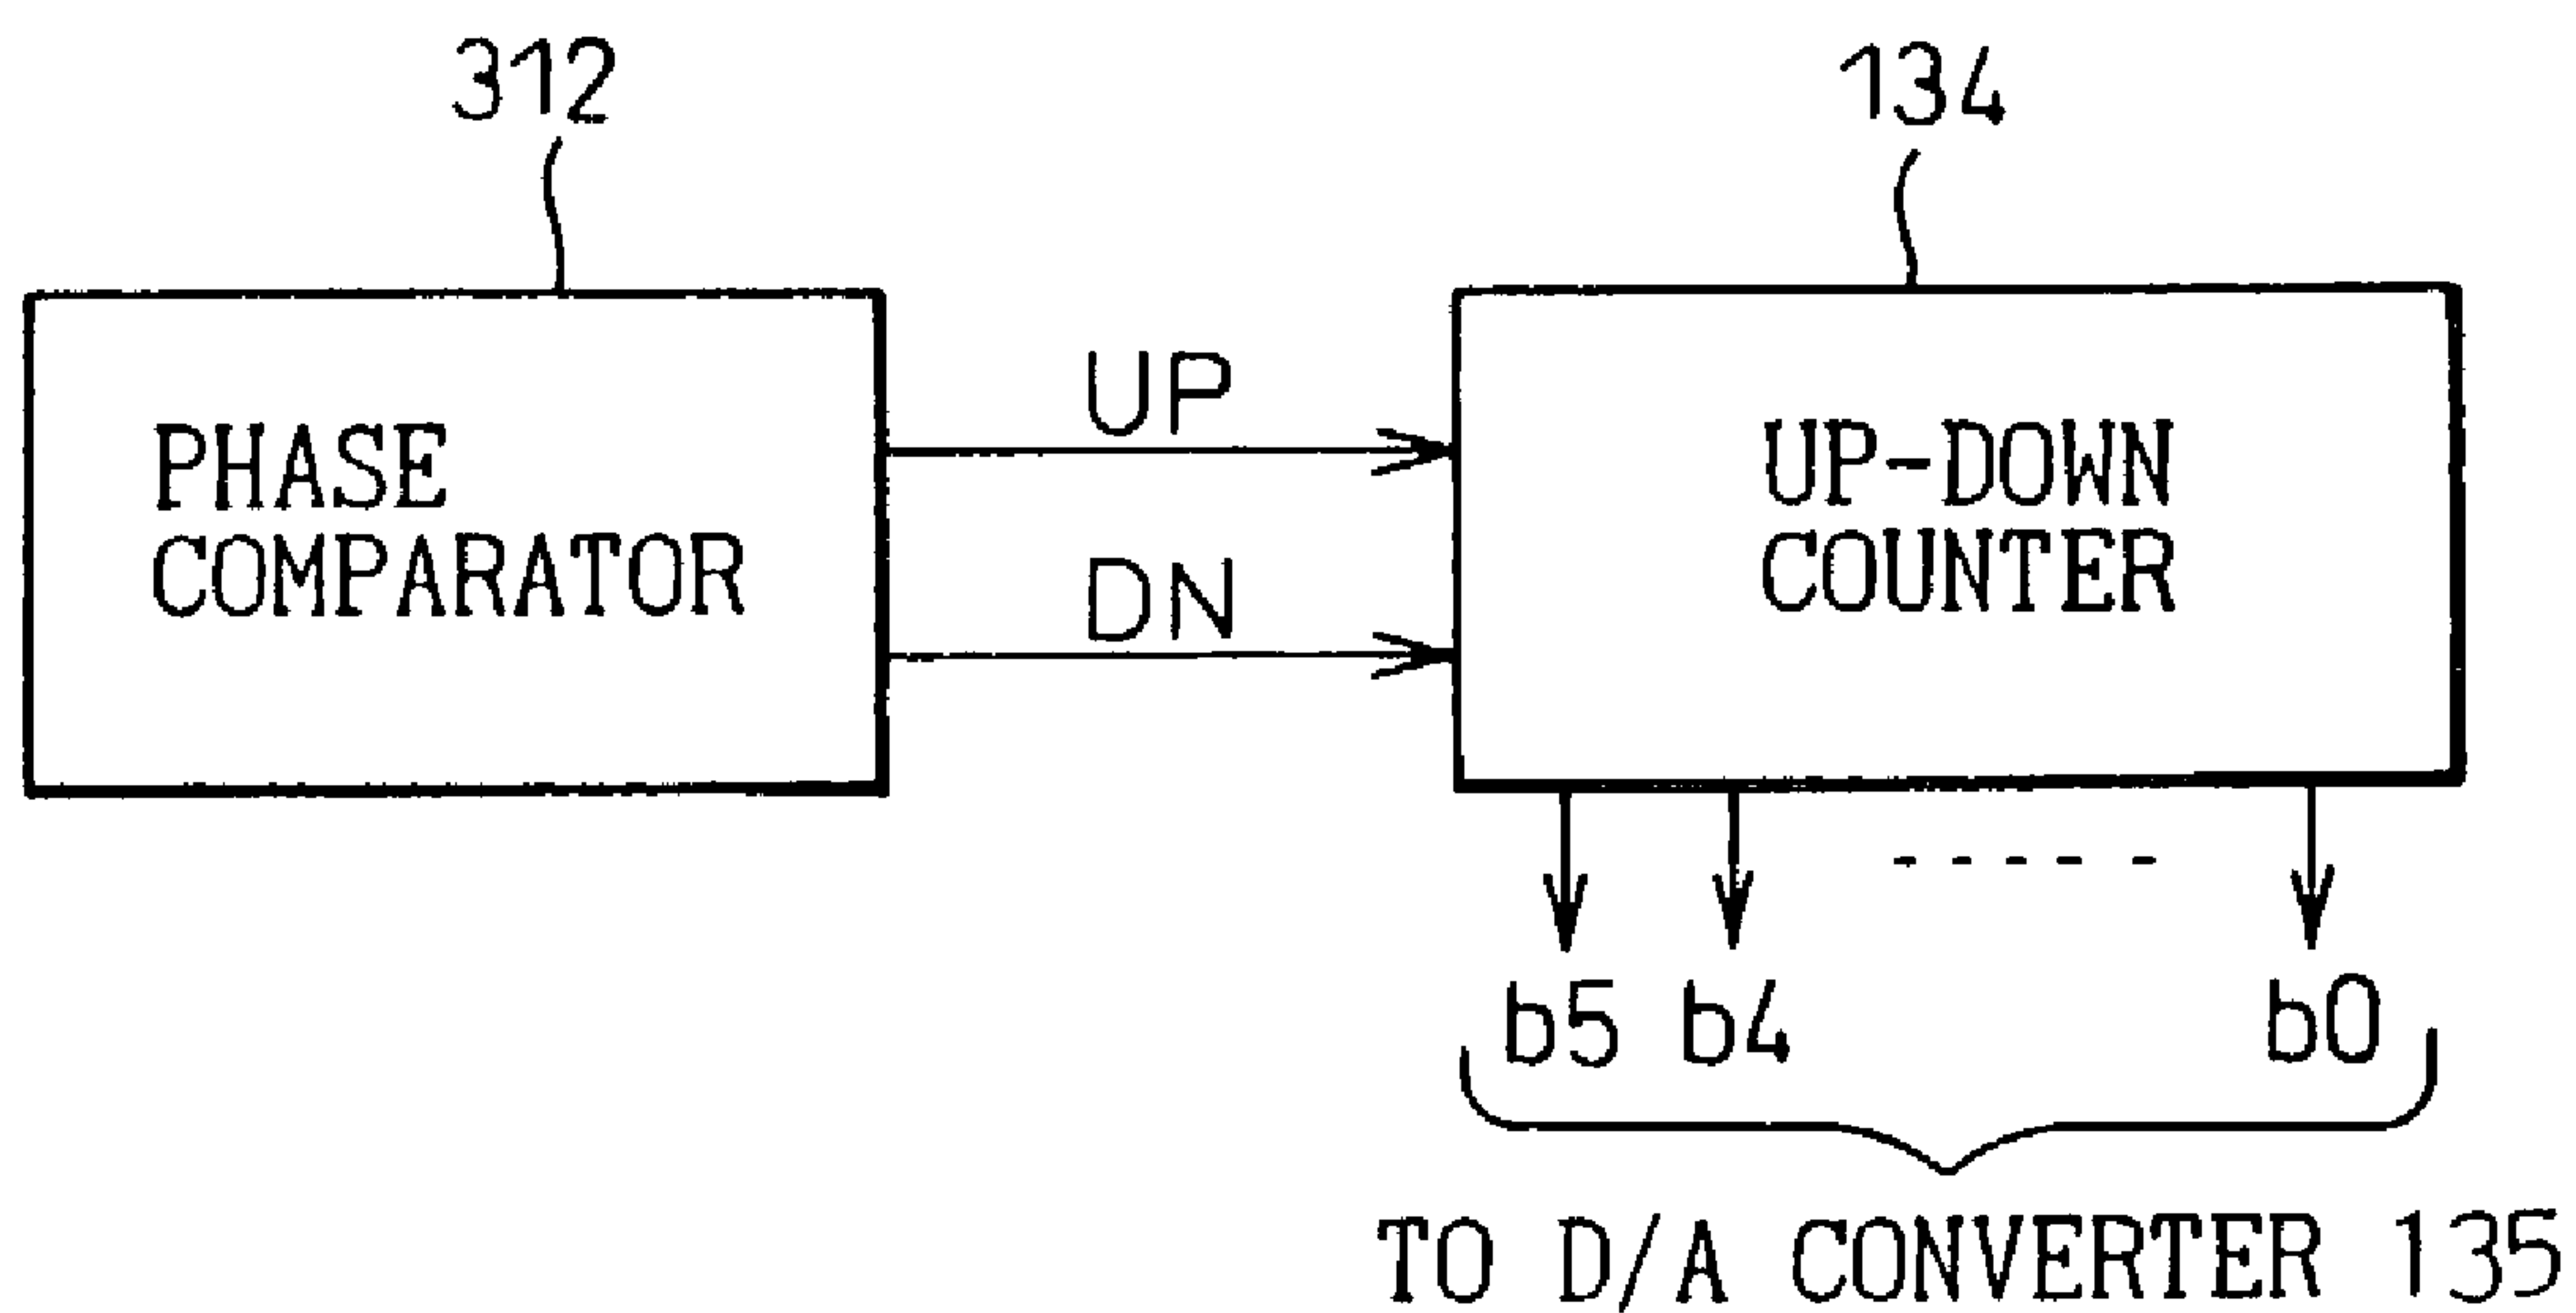 312
134
PHASE
COMPARATOR
UP
DN
UP-DOWN
COUNTER
b5 b4 ----- b0
TO D/A CONVERTER 135